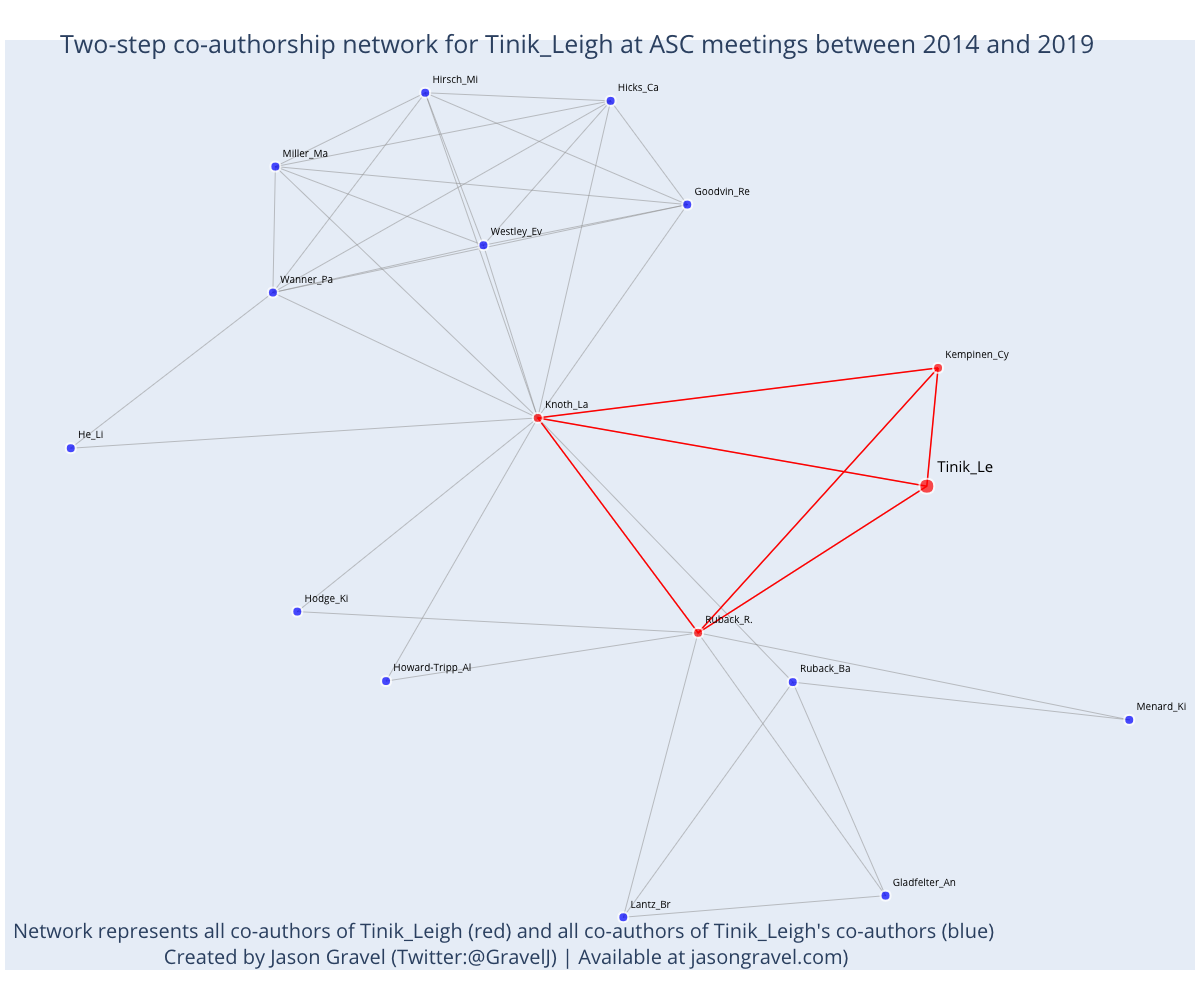 Two-step co-authorship network for Tinik_Leigh at ASC meetings between 2014 and 2019
Hirsch_Mi
Hicks_Ca
Miller_Ma
Goodvin_Re
Westley_Ev
Wanner_Pa
Kempinen_Cy
Knoth_La
He_Li
Tinik_Le
Hodge_Ki
Ruback_R.
Howard-Tripp_Al
Ruback_Ba
Menard_Ki
Gladfelter_An
Lantz_Br
Network represents all co-authors of Tinik_Leigh (red) and all co-authors of Tinik_Leigh's co-authors (blue)
Created by Jason Gravel (Twitter:@GravelJ) | Available at jasongravel.com)